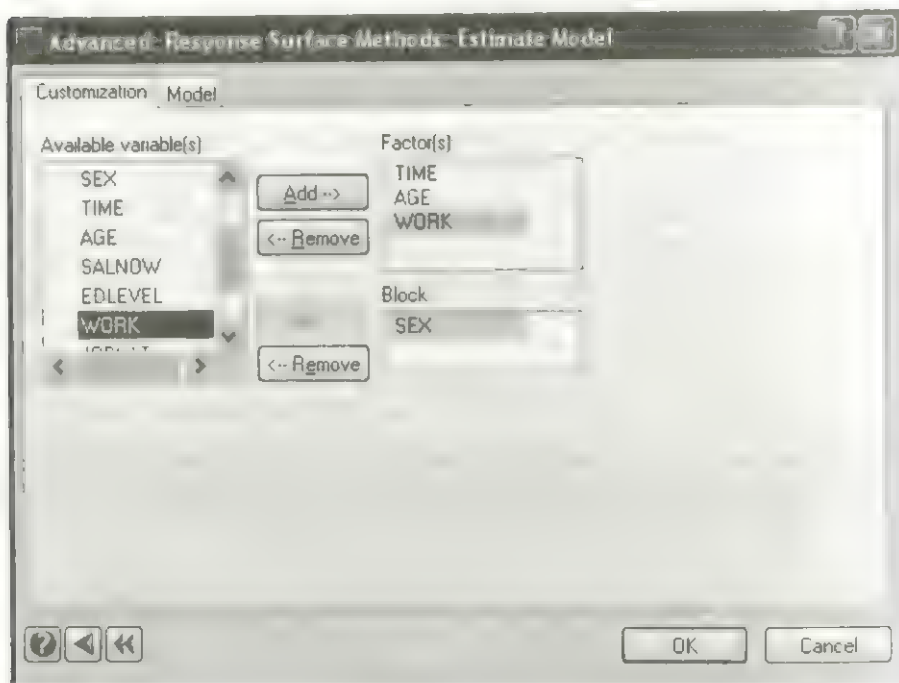 Advanced: Response Surface Methods: Estimate Model
Customization Model
Available variable(s)
SEX
TIME
AGE
SALNOW
EDLEVEL
WORK
Add -->
<-- Remove
<-- Remove
Factor(s)
TIME
AGE
WORK
Block
SEX
OK
Cancel